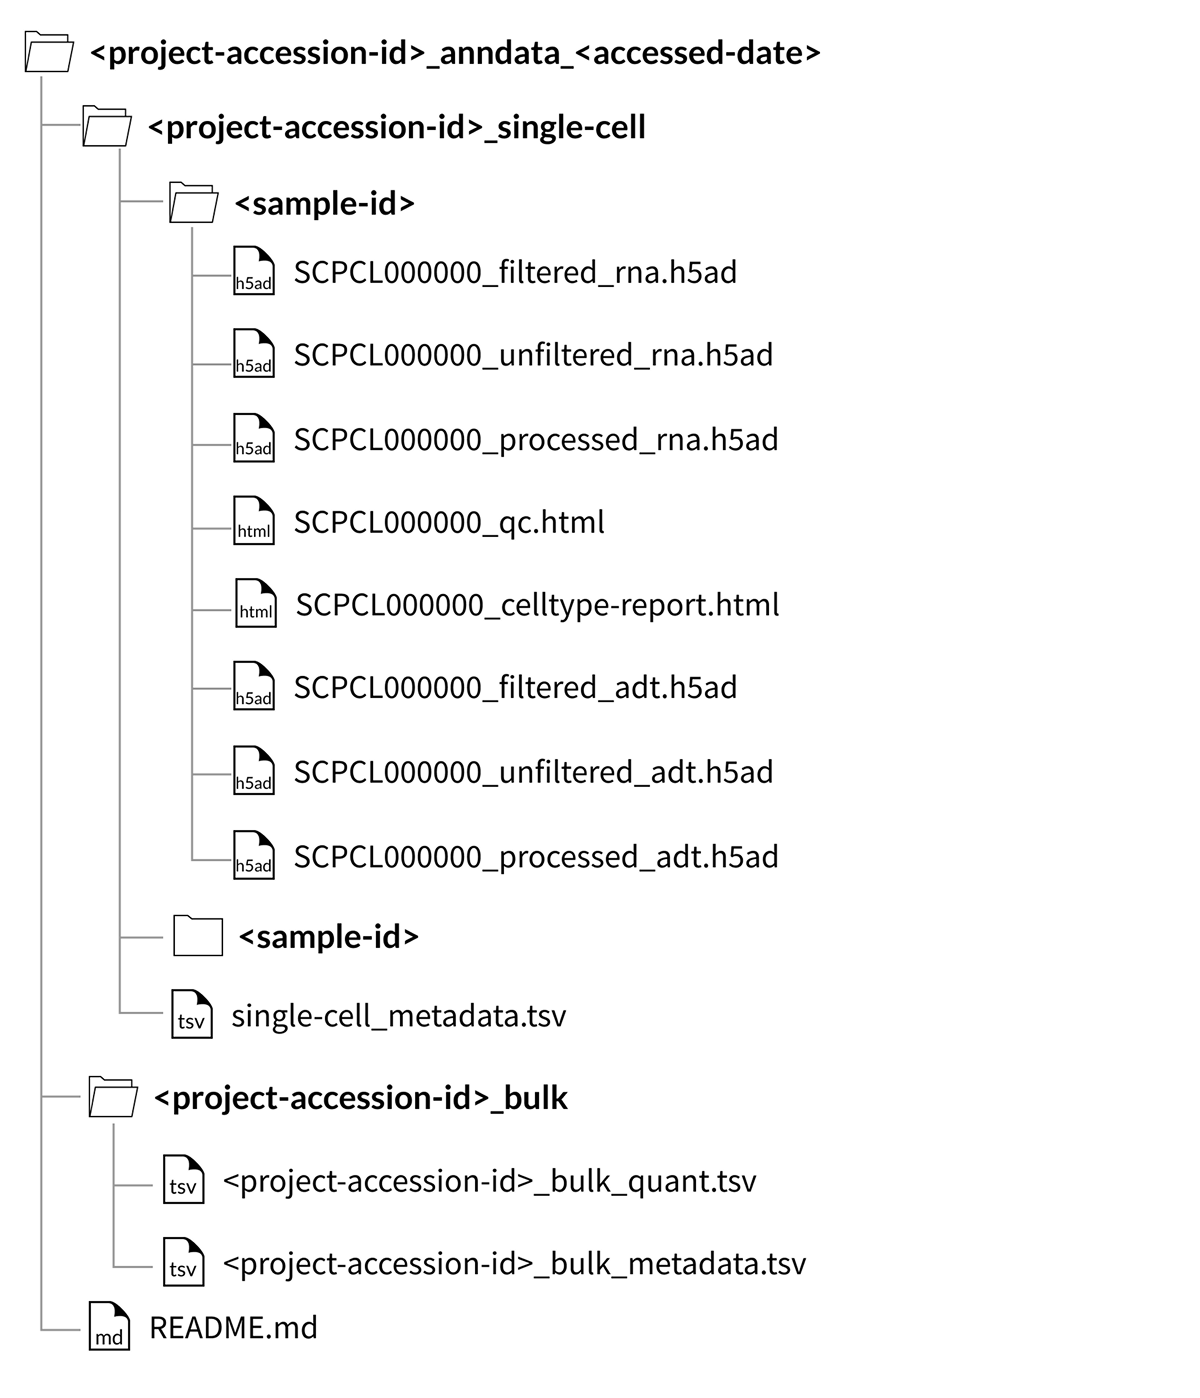 <project-accession-id>_anndata_<accessed-date>
<project-accession-id>_single-cell
<sample-id>
h5ad SCPCL000000_filtered_rna.h5ad
h5ad SCPCL000000_unfiltered_rna.h5ad
h5ad SCPCL000000_processed_rna.h5ad
html SCPCL000000_qc.html
html SCPCL000000_celltype-report.html
h5ad SCPCL000000_filtered_adt.h5ad
h5ad SCPCL000000_unfiltered_adt.h5ad
h5ad SCPCL000000_processed_adt.h5ad
<sample-id>
tsv single-cell_metadata.tsv
<project-accession-id>_bulk
tsv <project-accession-id>_bulk_quant.tsv
tsv <project-accession-id>_bulk_metadata.tsv
md README.md